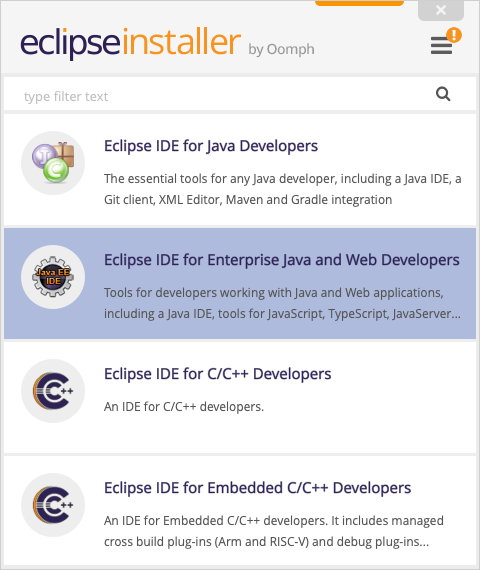 eclipseinstaller by Oomph
type filter text
Eclipse IDE for Java Developers
The essential tools for any Java developer, including a Java IDE, a
Git client, XML Editor, Maven and Gradle integration
Java EE
IDE
Eclipse IDE for Enterprise Java and Web Developers
Tools for developers working with Java and Web applications,
including a Java IDE, tools for JavaScript, TypeScript, JavaServer...
Eclipse IDE for C/C++ Developers
An IDE for C/C++ developers.
Eclipse IDE for Embedded C/C++ Developers
An IDE for Embedded C/C++ developers. It includes managed
cross build plug-ins (Arm and RISC-V) and debug plug-ins...